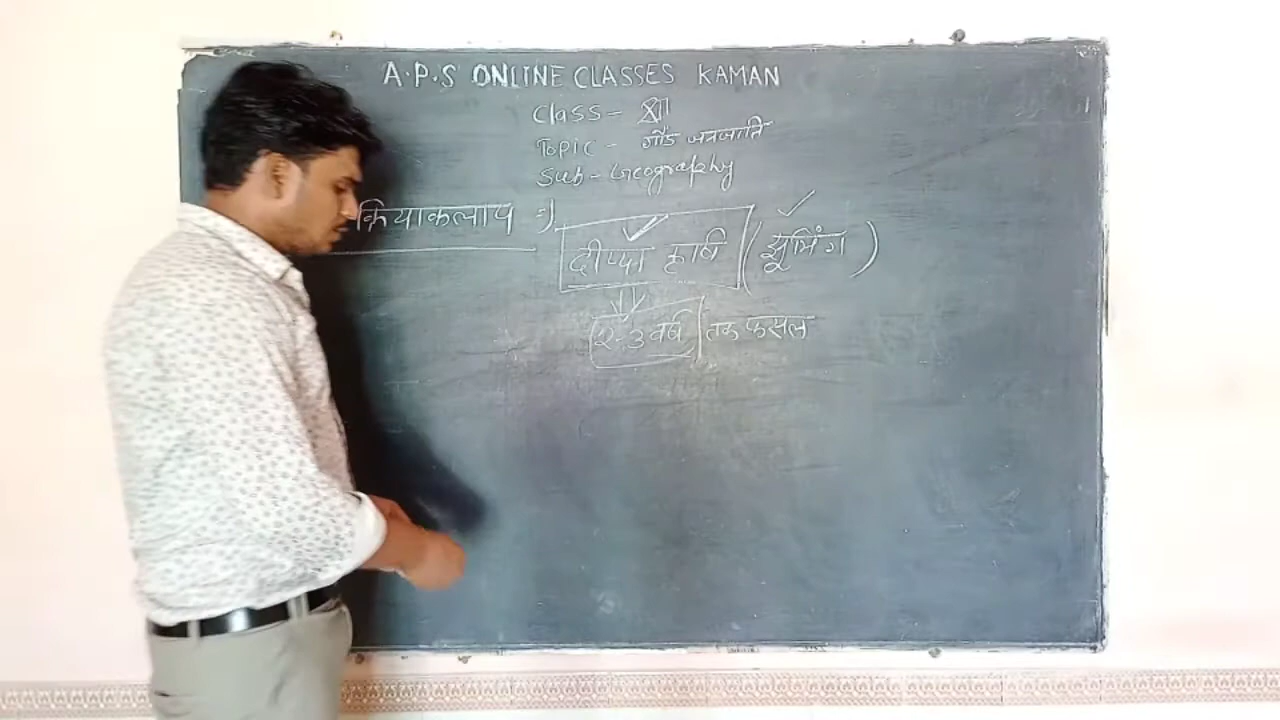 A.P.S ONLINE CLASSES KAMAN
Class - XII
Topic - गौंड जनजाति
Sub - Geography
क्रियाकलाप ⇒ दीप्पा कृषि (झूमिंग)
2-3 वर्ष तक फसल